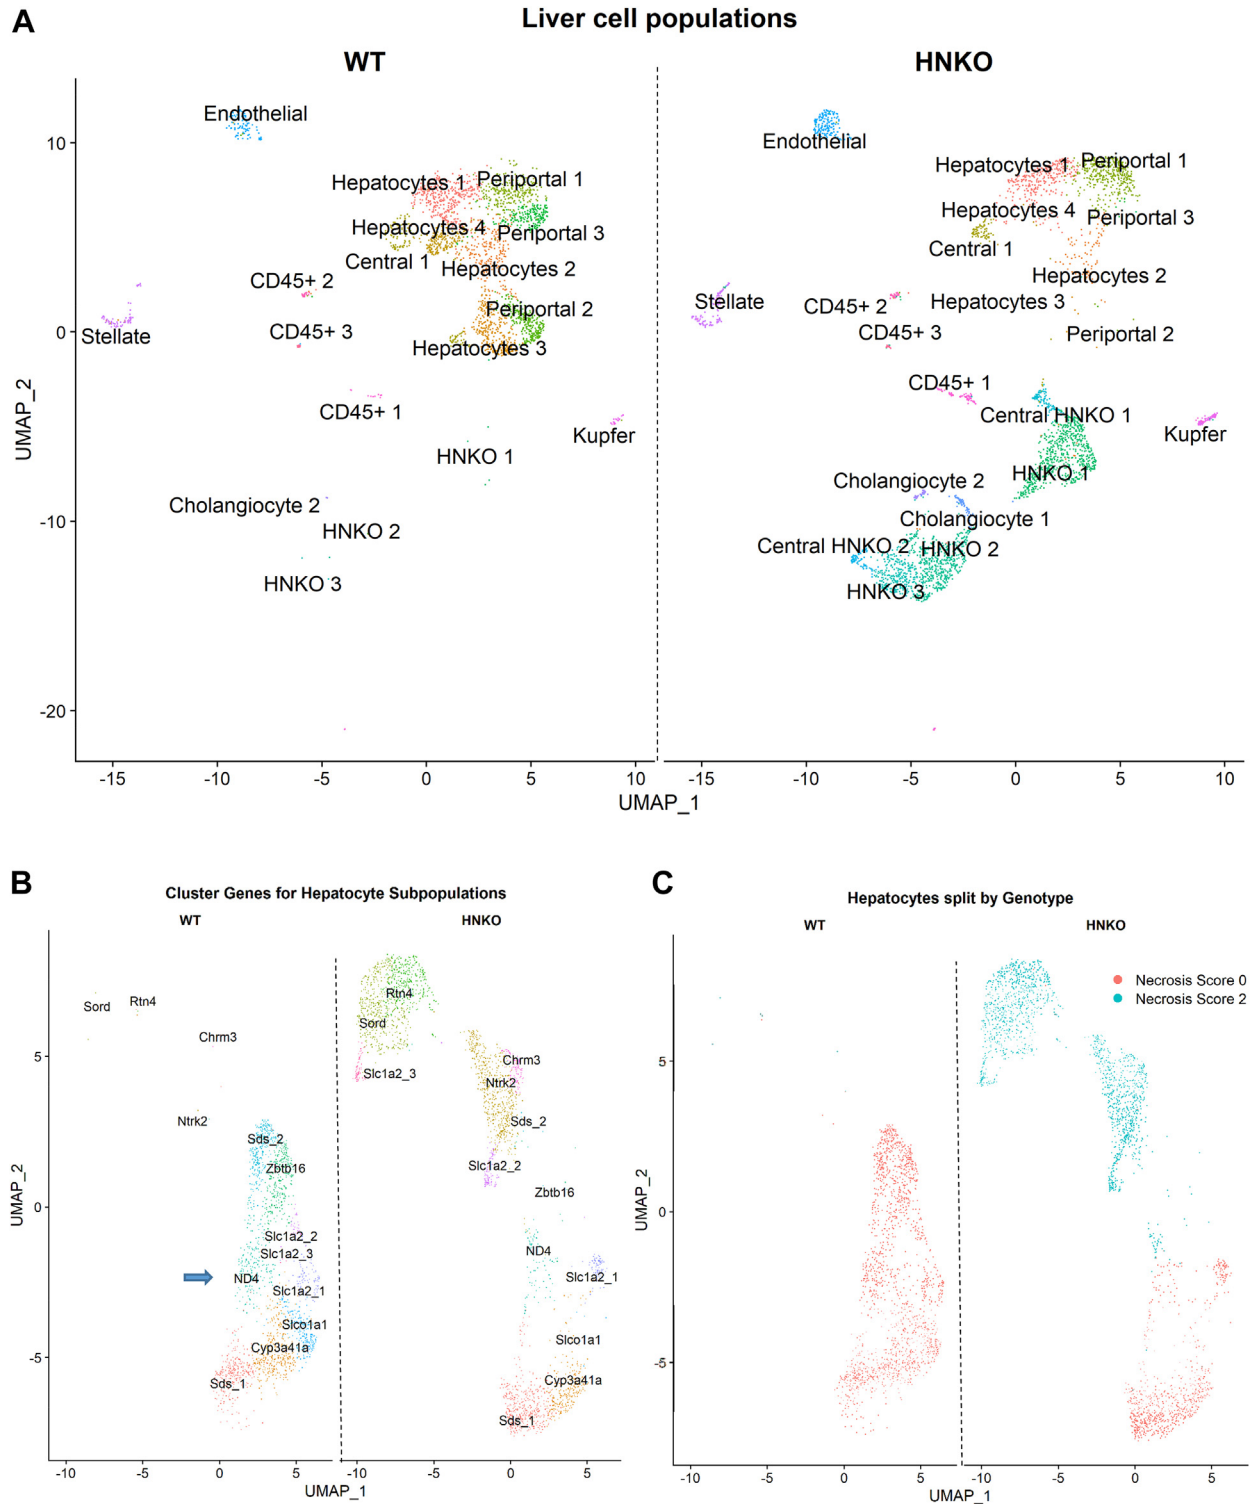 A
Liver cell populations
WT
HNKO
Endothelial
Hepatocytes 1
Periportal 1
Hepatocytes 4
Periportal 3
Central 1
Hepatocytes 2
CD45+ 2
Periportal 2
Stellate
CD45+ 3
Hepatocytes 3
CD45+ 1
Kupfer
HNKO 1
Cholangiocyte 2
HNKO 2
HNKO 3
Endothelial
Hepatocytes 1
Periportal 1
Hepatocytes 4
Periportal 3
Central 1
Hepatocytes 2
Stellate
CD45+ 2
Hepatocytes 3
CD45+ 3
Periportal 2
CD45+ 1
Central HNKO 1
Kupfer
HNKO 1
Cholangiocyte 2
Cholangiocyte 1
Central HNKO 2
HNKO 2
HNKO 3
10
0
-10
-20
UMAP_2
-15
-10
-5
0
5
10
-15
-10
-5
0
5
10
UMAP_1
B
Cluster Genes for Hepatocyte Subpopulations
WT
HNKO
Sord
Rtn4
Chrm3
Ntrk2
Sds_2
Zbtb16
Slc1a2_2
Slc1a2_3
ND4
Slc1a2_1
Slco1a1
Cyp3a41a
Sds_1
Rtn4
Sord
Slc1a2_3
Chrm3
Ntrk2
Sds_2
Slc1a2_2
Zbtb16
ND4
Slc1a2_1
Slco1a1
Cyp3a41a
Sds_1
5
0
-5
UMAP_2
-10
-5
0
5
-10
-5
0
5
UMAP_1
C
Hepatocytes split by Genotype
WT
HNKO
Necrosis Score 0
Necrosis Score 2
5
0
-5
UMAP_2
-10
-5
0
5
-10
-5
0
5
UMAP_1